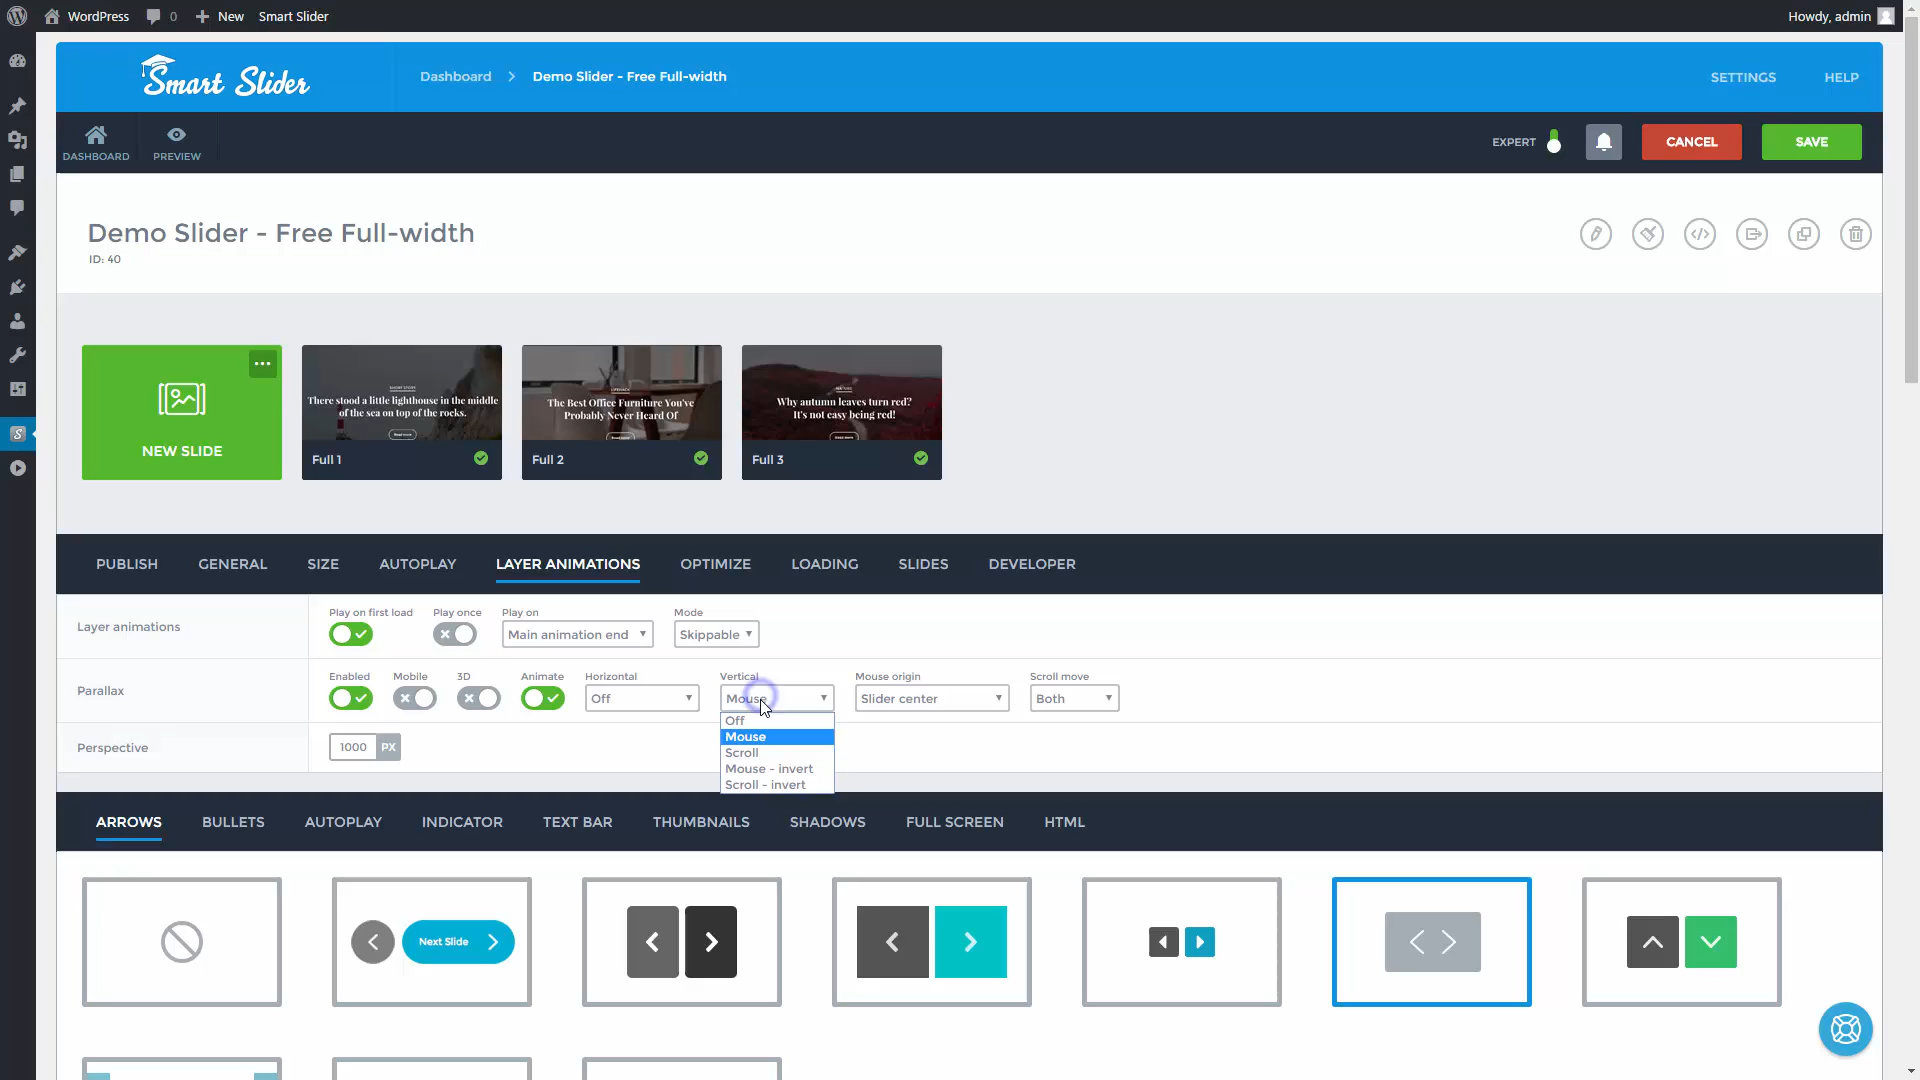 WordPress 0 New Smart Slider Howdy, admin
Smart Slider Dashboard Demo Slider - Free Full-width SETTINGS HELP
DASHBOARD PREVIEW EXPERT CANCEL SAVE
Demo Slider - Free Full-width
ID: 40
NEW SLIDE
There stood a little lighthouse in the middle
of the sea on top of the rocks.
Read more
Full 1
The Best Office Furniture You've
Probably Never Heard Of
Full 2
Why autumn leaves turn red?
It's not easy being red!
Full 3
PUBLISH GENERAL SIZE AUTOPLAY LAYER ANIMATIONS OPTIMIZE LOADING SLIDES DEVELOPER
Layer animations
Play on first load Play once Play on Mode
Main animation end Skippable
Parallax
Enabled Mobile 3D Animate Horizontal Vertical Mouse origin Scroll move
Off Mouse Slider center Both
Off
Mouse
Scroll
Mouse - invert
Scroll - invert
Perspective
1000 PX
ARROWS BULLETS AUTOPLAY INDICATOR TEXT BAR THUMBNAILS SHADOWS FULL SCREEN HTML
Next Slide